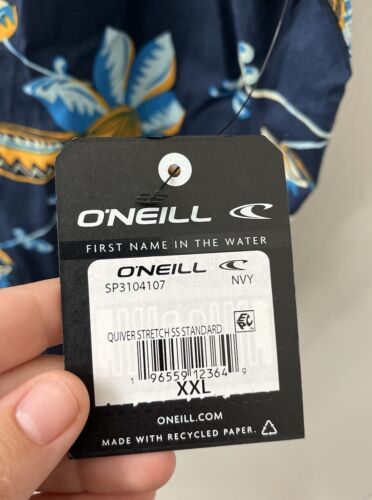 O'NEILL
FIRST NAME IN THE WATER
O'NEILL
SP3104107 NVY
QUIVER STRETCH SS STANDARD
1 96559 12364 9
XXL
ONEILL.COM
MADE WITH RECYCLED PAPER.